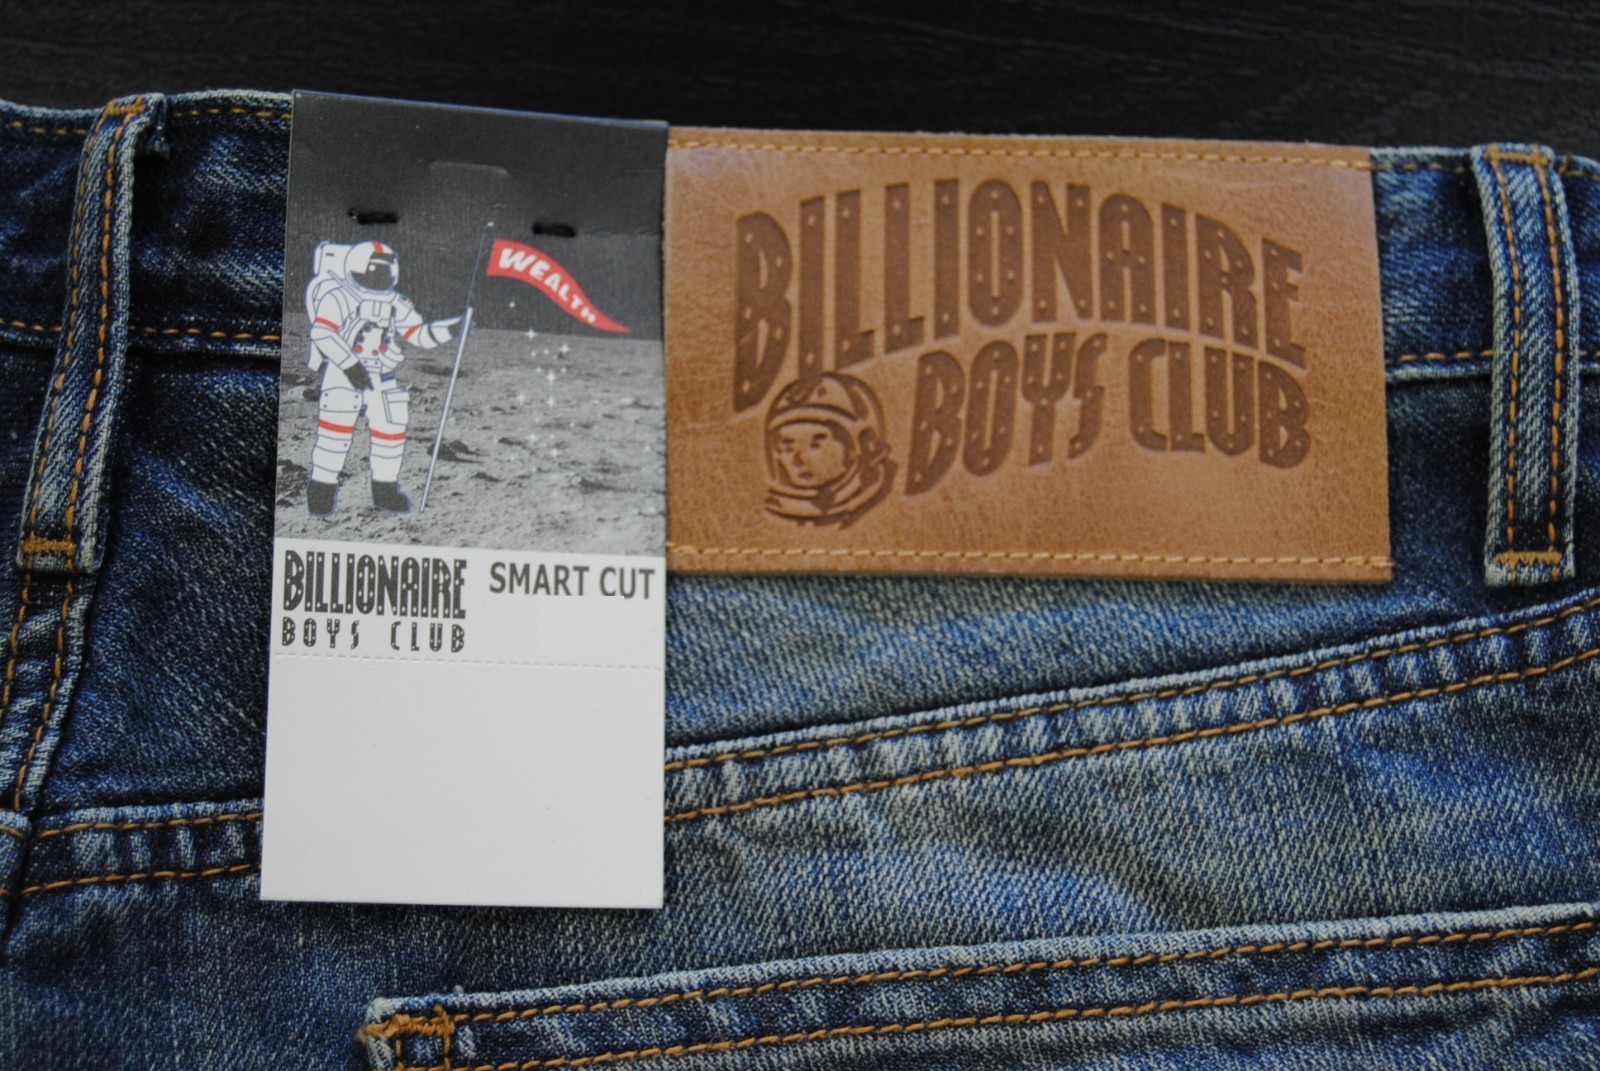 WEALTH
BILLIONAIRE
BOYS CLUB
SMART CUT
BILLIONAIRE
BOYS CLUB